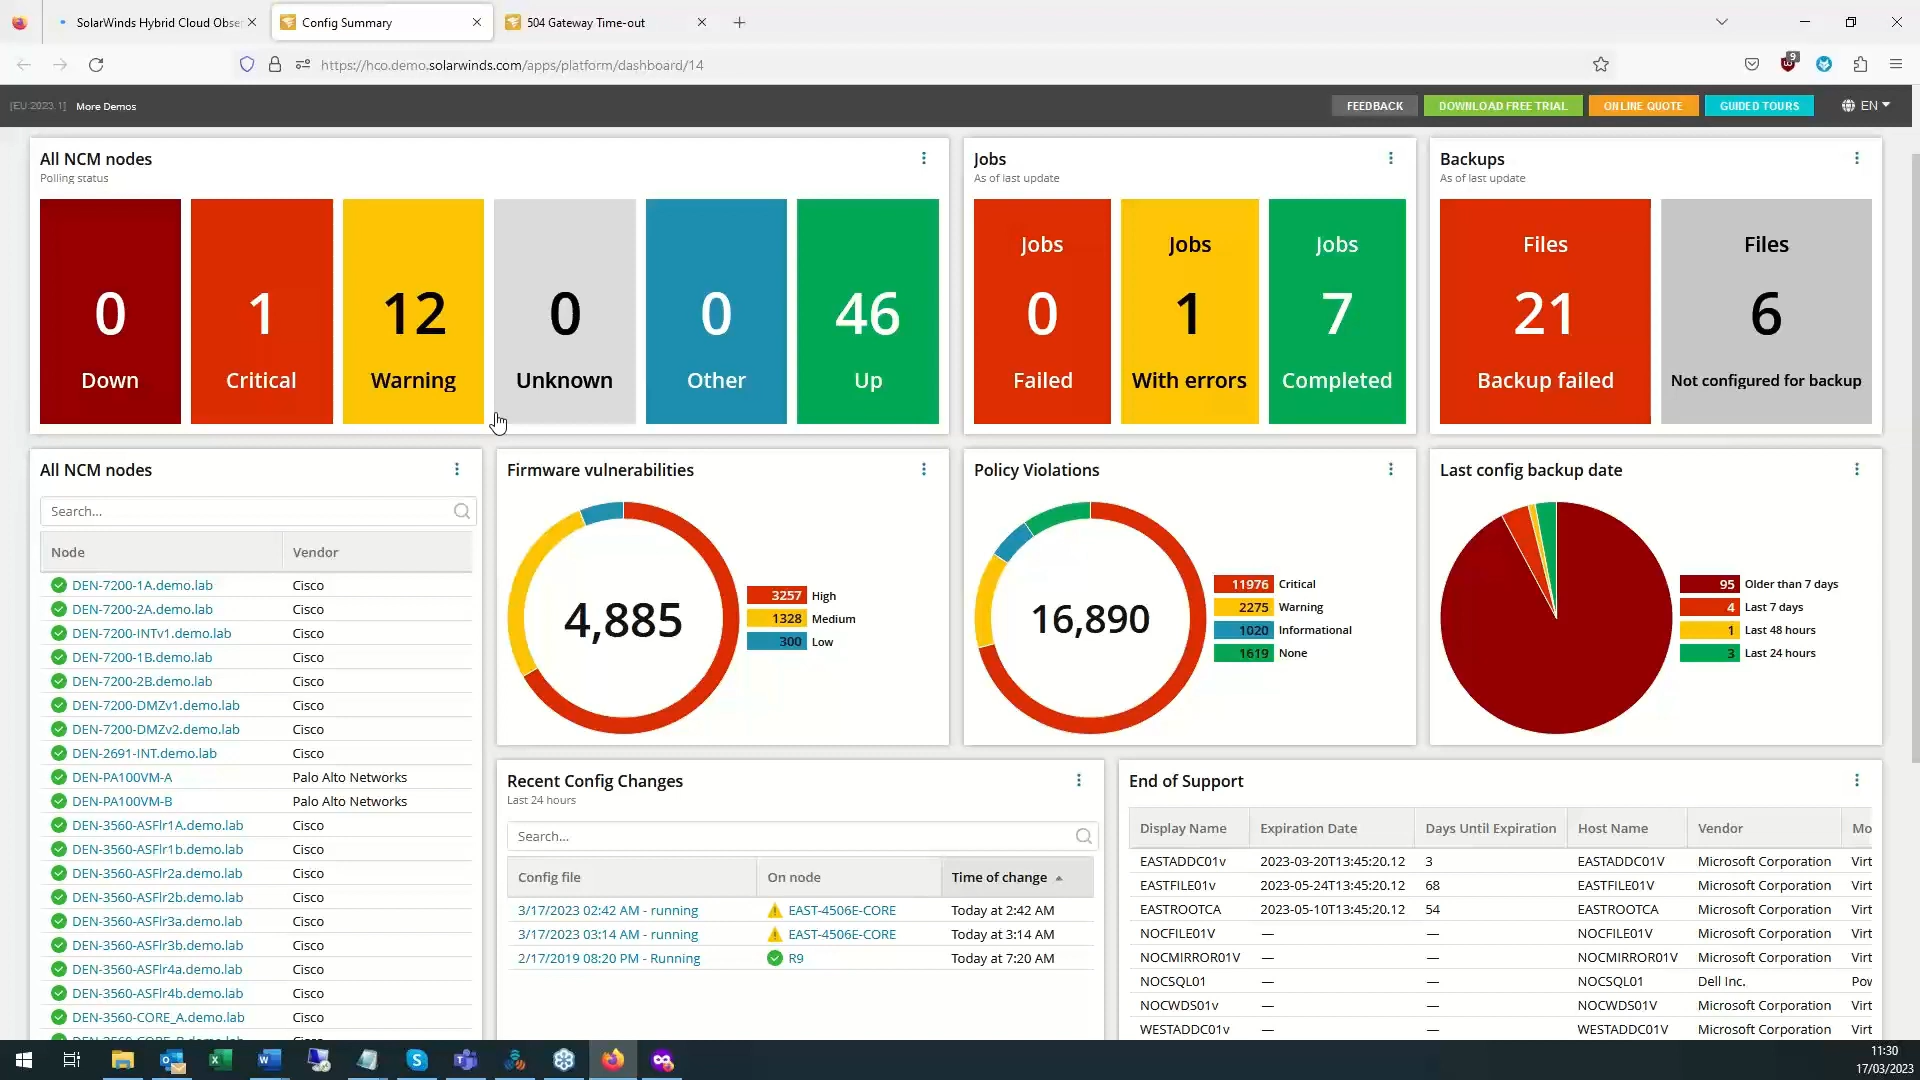 SolarWinds Hybrid Cloud Obse
Config Summary
504 Gateway Time-out
https://hco.demo.solarwinds.com/apps/platform/dashboard/14
9
[EU 2023.1] More Demos
FEEDBACK
DOWNLOAD FREE TRIAL
ONLINE QUOTE
GUIDED TOURS
EN
All NCM nodes
Polling status
0
Down
1
Critical
12
Warning
0
Unknown
0
Other
46
Up
Jobs
As of last update
Jobs
0
Failed
Jobs
1
With errors
Jobs
7
Completed
Backups
As of last update
Files
21
Backup failed
Files
6
Not configured for backup
All NCM nodes
Search...
Node Vendor
DEN-7200-1A.demo.lab Cisco
DEN-7200-2A.demo.lab Cisco
DEN-7200-INTv1.demo.lab Cisco
DEN-7200-1B.demo.lab Cisco
DEN-7200-2B.demo.lab Cisco
DEN-7200-DMZv1.demo.lab Cisco
DEN-7200-DMZv2.demo.lab Cisco
DEN-2691-INT.demo.lab Cisco
DEN-PA100VM-A Palo Alto Networks
DEN-PA100VM-B Palo Alto Networks
DEN-3560-ASFlr1A.demo.lab Cisco
DEN-3560-ASFlr1b.demo.lab Cisco
DEN-3560-ASFlr2a.demo.lab Cisco
DEN-3560-ASFlr2b.demo.lab Cisco
DEN-3560-ASFlr3a.demo.lab Cisco
DEN-3560-ASFlr3b.demo.lab Cisco
DEN-3560-ASFlr4a.demo.lab Cisco
DEN-3560-ASFlr4b.demo.lab Cisco
DEN-3560-CORE_A.demo.lab Cisco
Firmware vulnerabilities
4,885
3257 High
1328 Medium
300 Low
Policy Violations
16,890
11976 Critical
2275 Warning
1020 Informational
1619 None
Last config backup date
95 Older than 7 days
4 Last 7 days
1 Last 48 hours
3 Last 24 hours
Recent Config Changes
Last 24 hours
Search...
Config file On node Time of change
3/17/2023 02:42 AM - running EAST-4506E-CORE Today at 2:42 AM
3/17/2023 03:14 AM - running EAST-4506E-CORE Today at 3:14 AM
2/17/2019 08:20 PM - Running R9 Today at 7:20 AM
End of Support
Display Name Expiration Date Days Until Expiration Host Name Vendor Mo
EASTADDC01v 2023-03-20T13:45:20.12 3 EASTADDC01V Microsoft Corporation Virt
EASTFILE01v 2023-05-24T13:45:20.12 68 EASTFILE01V Microsoft Corporation Virt
EASTROOTCA 2023-05-10T13:45:20.12 54 EASTROOTCA Microsoft Corporation Virt
NOCFILE01V — — NOCFILE01V Microsoft Corporation Virt
NOCMIRROR01V — — NOCMIRROR01V Microsoft Corporation Virt
NOCSQL01 — — NOCSQL01 Dell Inc. Pow
NOCWDS01v — — NOCWDS01V Microsoft Corporation Virt
WESTADDC01v — — WESTADDC01V Microsoft Corporation Virt
11:30
17/03/2023